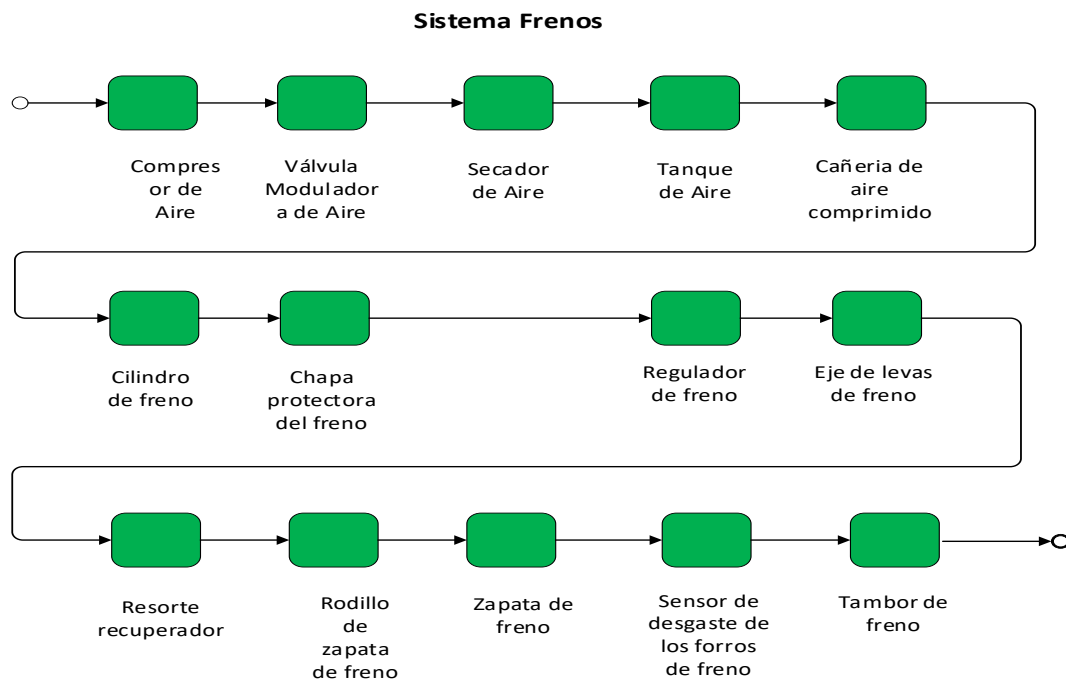 Sistema Frenos
Compres
or de
Aire
Válvula
Modulador
a de Aire
Secador
de Aire
Tanque
de Aire
Cañeria de
aire
comprimido
Cilindro
de freno
Chapa
protectora
del freno
Regulador
de freno
Eje de levas
de freno
Resorte
recuperador
Rodillo
de
zapata
de freno
Zapata de
freno
Sensor de
desgaste de
los forros
de freno
Tambor de
freno